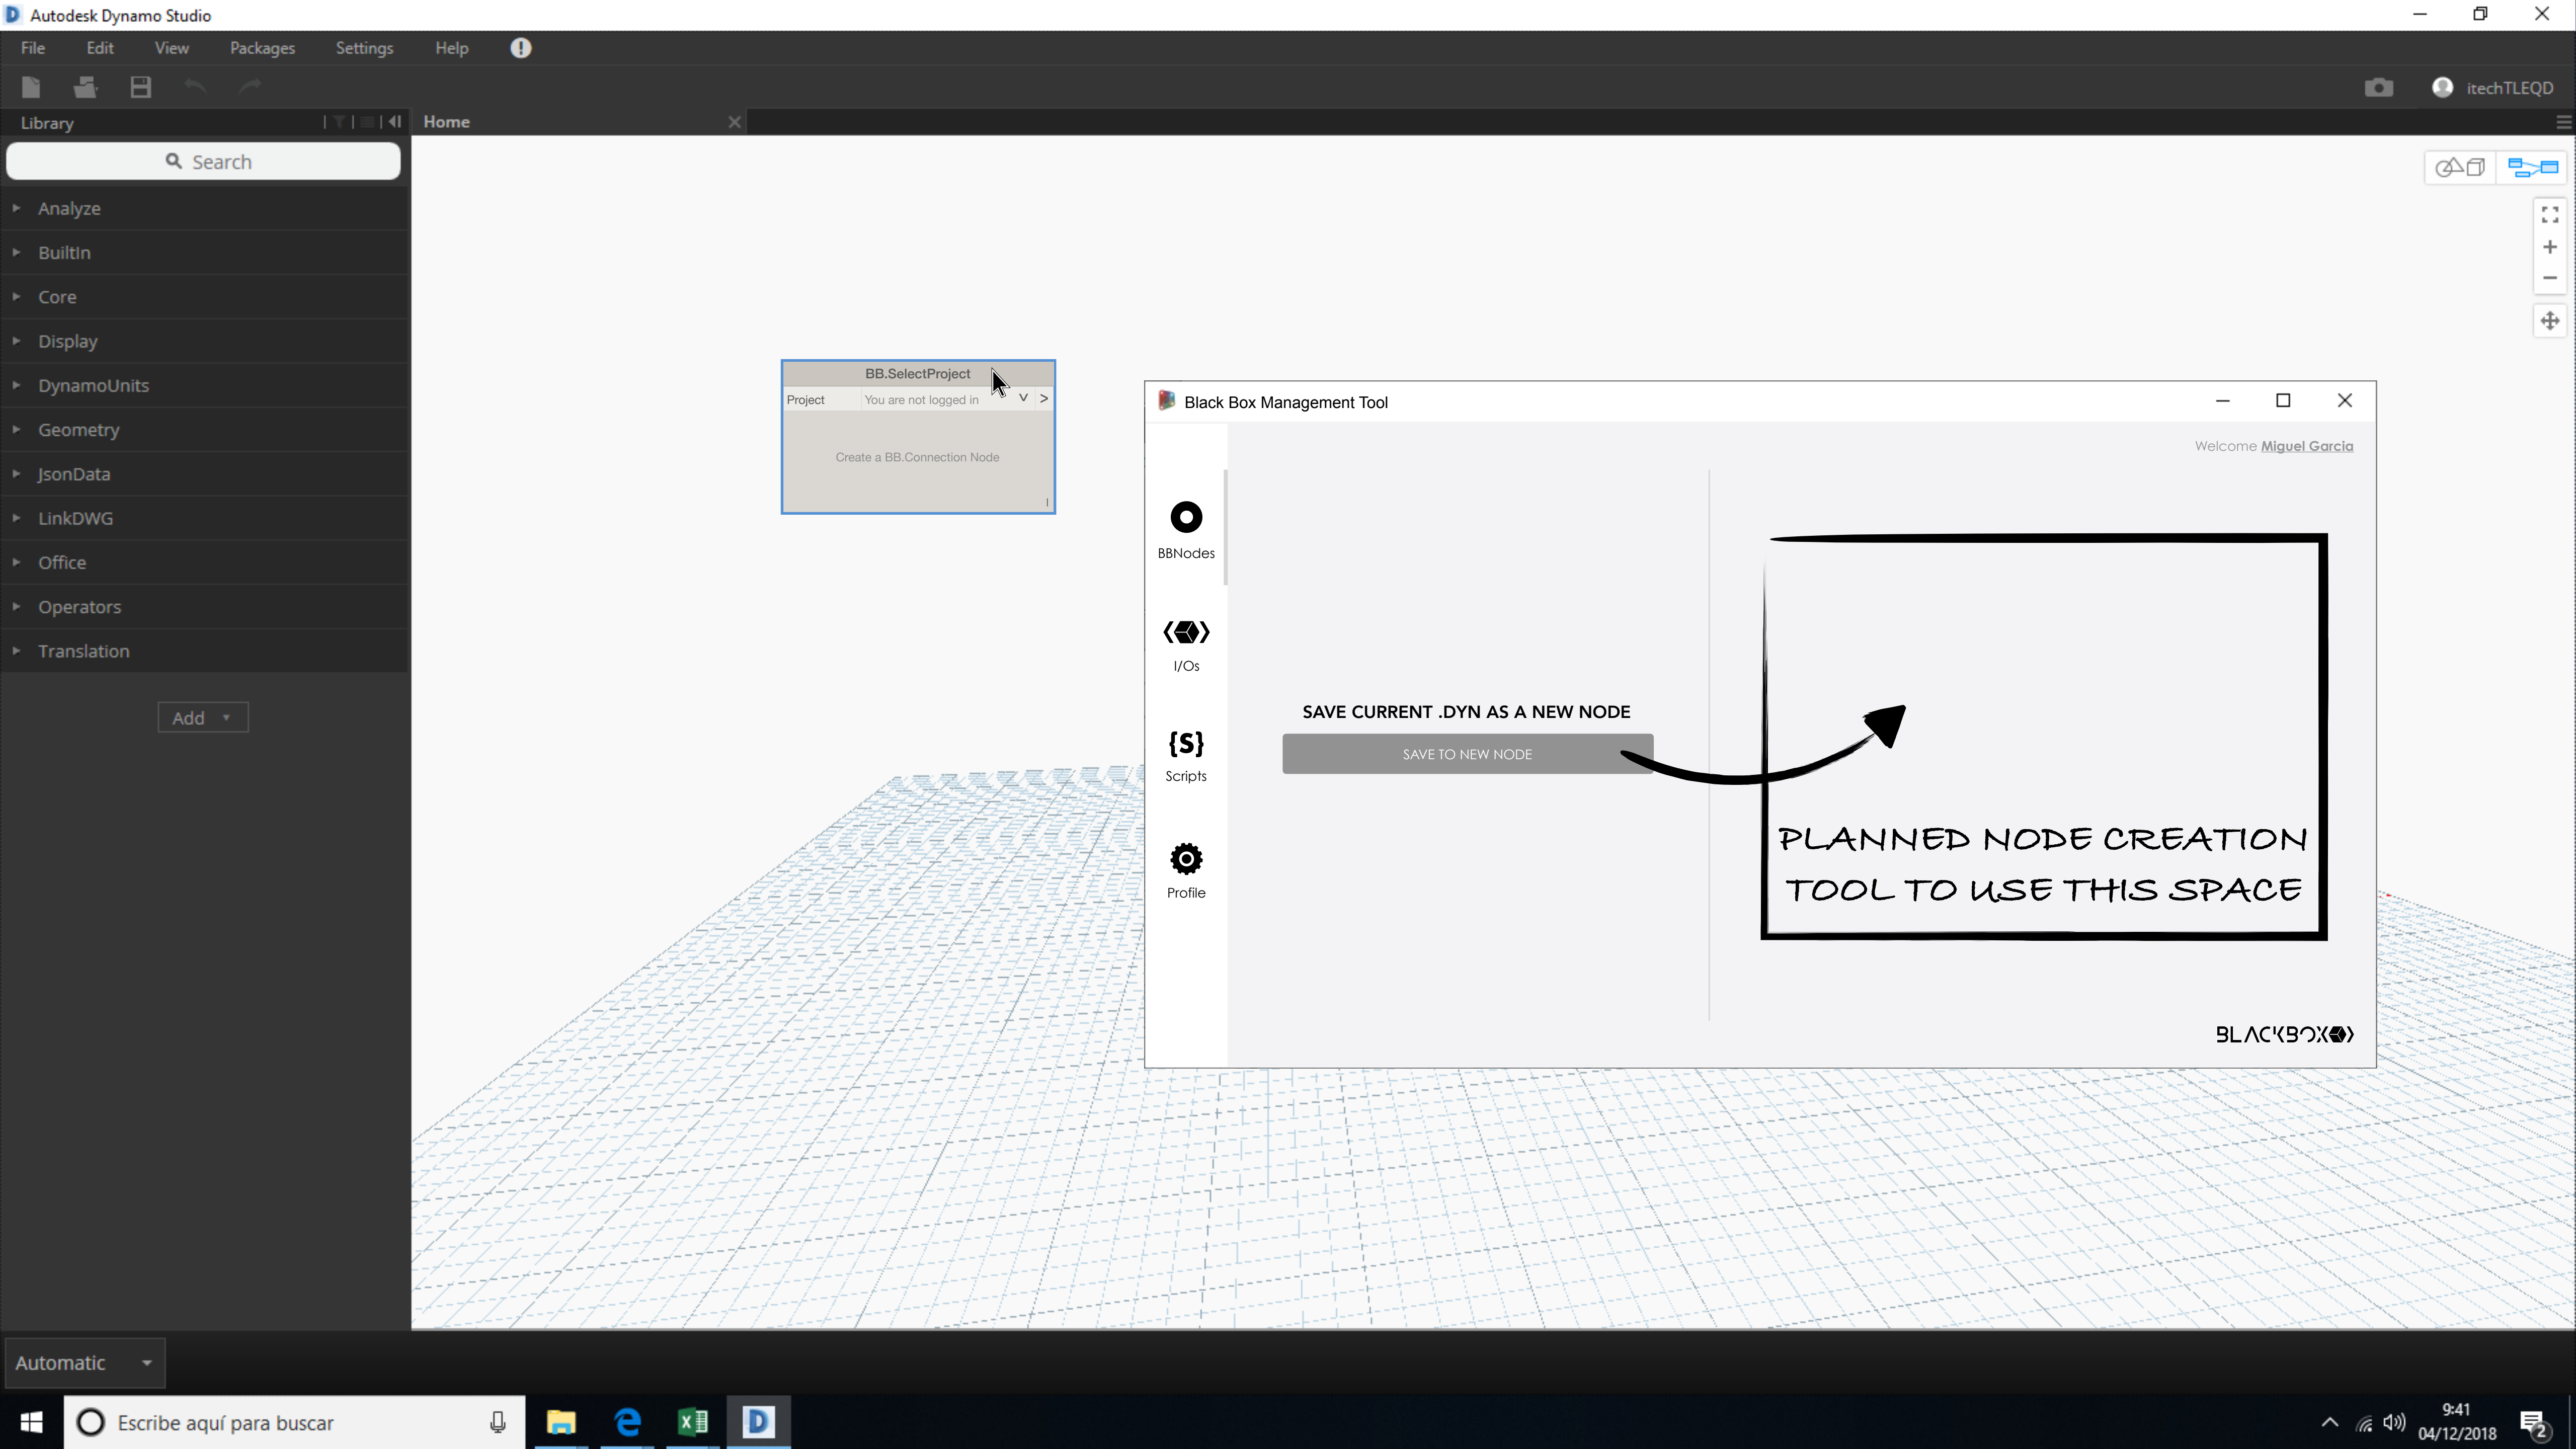 Autodesk Dynamo Studio
File Edit View Packages Settings Help
itechTLEQD
Library
Home
Search
Analyze
BuiltIn
Core
Display
DynamoUnits
Geometry
JsonData
LinkDWG
Office
Operators
Translation
Add
BB.SelectProject
Project You are not logged in V >
Create a BB.Connection Node
Black Box Management Tool
Welcome Miguel Garcia
BBNodes
I/Os
{S}
Scripts
Profile
SAVE CURRENT .DYN AS A NEW NODE
SAVE TO NEW NODE
PLANNED NODE CREATION
TOOL TO USE THIS SPACE
BLACKBOX
Automatic
Escribe aquí para buscar
9:41
04/12/2018
2